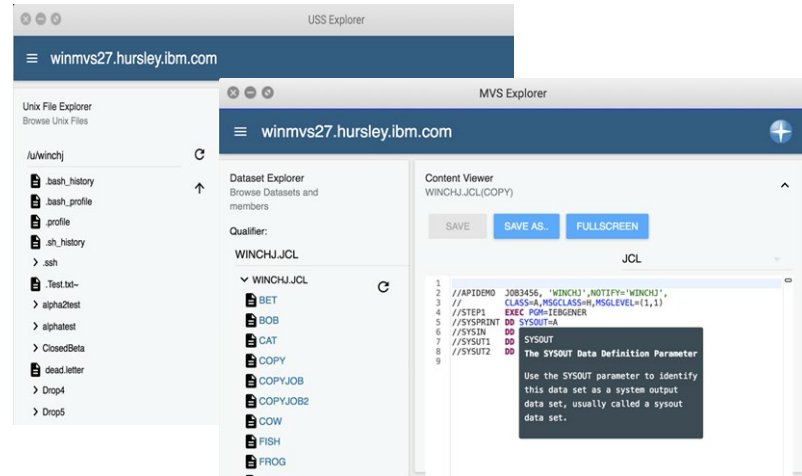 USS Explorer
winmvs27.hursley.ibm.com
Unix File Explorer
Browse Unix Files
/u/winchj
.bash_history
.bash_profile
.profile
.sh_history
.ssh
.Test.txt~
alpha2test
alphatest
ClosedBeta
dead.letter
Drop4
Drop5
MVS Explorer
winmvs27.hursley.ibm.com
Dataset Explorer
Browse Datasets and
members
Qualifier:
WINCHJ.JCL
WINCHJ.JCL
BET
BOB
CAT
COPY
COPYJOB
COPYJOB2
COW
FISH
FROG
Content Viewer
WINCHJ.JCL(COPY)
SAVE
SAVE AS..
FULLSCREEN
JCL
1
2 //APIDEMO JOB3456, 'WINCHJ',NOTIFY='WINCHJ',
3 // CLASS=A,MSGCLASS=H,MSGLEVEL=(1,1)
4 //STEP1 EXEC PGM=IEBGENER
5 //SYSPRINT DD SYSOUT=A
6 //SYSIN DD
7 //SYSUT1 DD
8 //SYSUT2 DD
9
SYSOUT
The SYSOUT Data Definition Parameter
Use the SYSOUT parameter to identify
this data set as a system output
data set, usually called a sysout
data set.